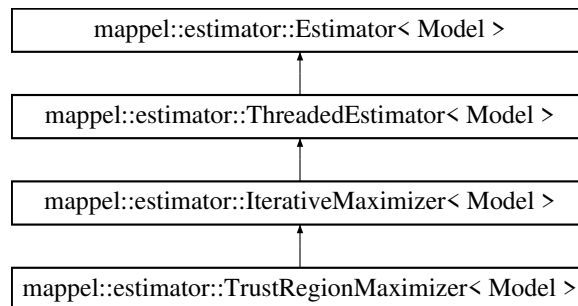 mappel::estimator::Estimator< Model >
mappel::estimator::ThreadedEstimator< Model >
mappel::estimator::IterativeMaximizer< Model >
mappel::estimator::TrustRegionMaximizer< Model >